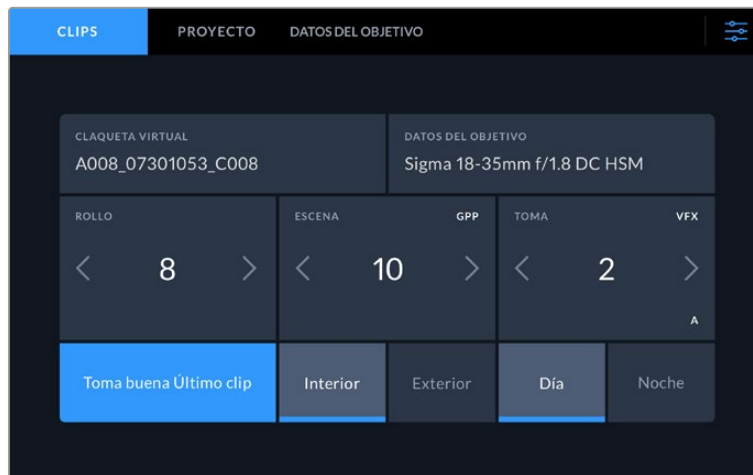 CLIPS PROYECTO DATOS DEL OBJETIVO
CLAQUETA VIRTUAL DATOS DEL OBJETIVO
A008_07301053_C008 Sigma 18-35mm f/1.8 DC HSM
ROLLO ESCENA GPP TOMA VFX
8 10 2
A
Toma buena Último clip Interior Exterior Día Noche